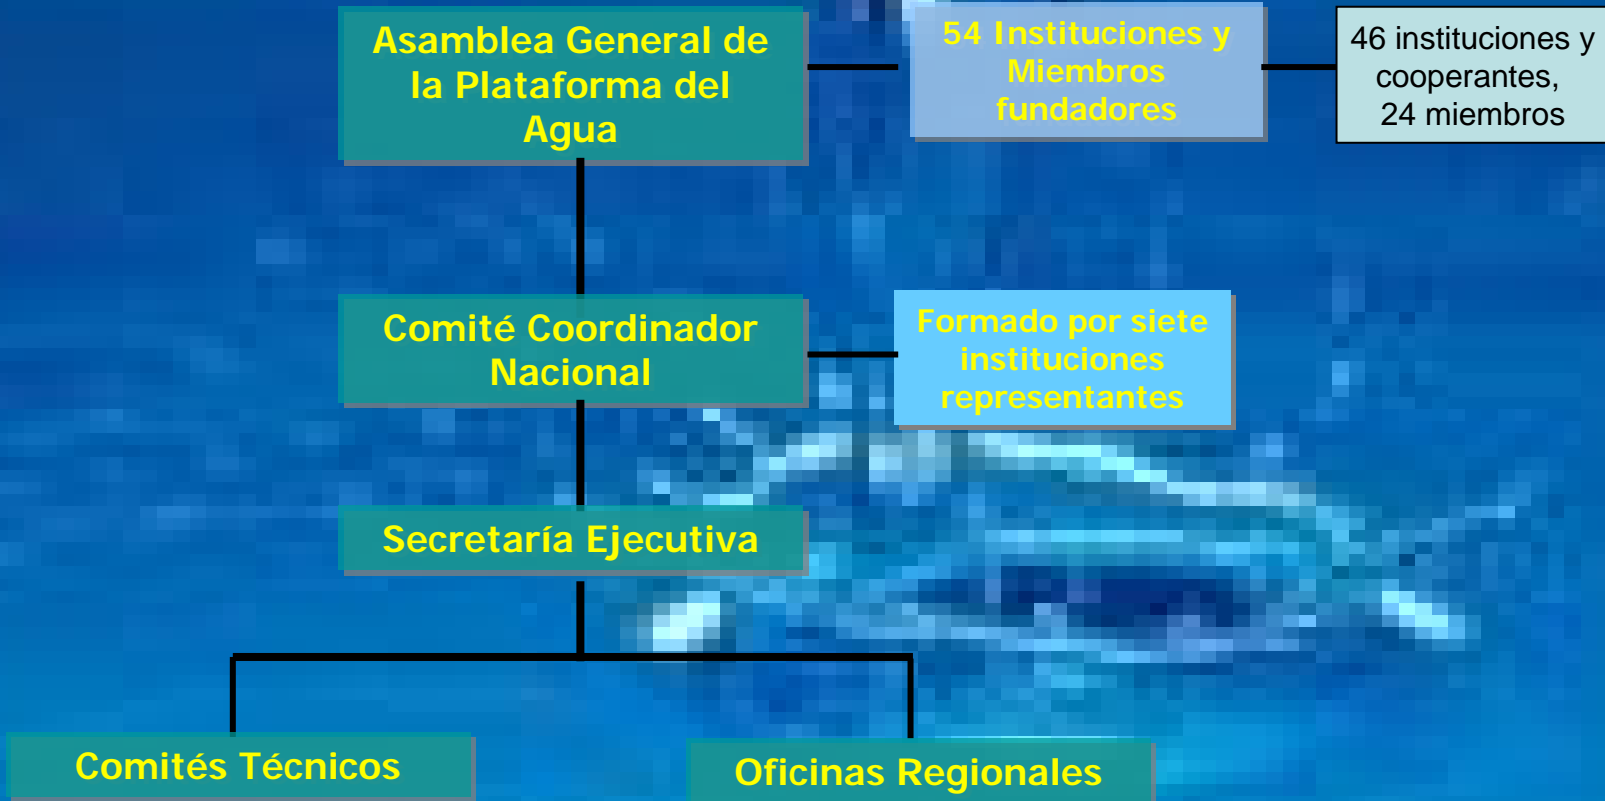 Asamblea General de
la Plataforma del
Agua
54 Instituciones y
Miembros
fundadores
46 instituciones y
cooperantes,
24 miembros
Comité Coordinador
Nacional
Formado por siete
instituciones
representantes
Secretaría Ejecutiva
Comités Técnicos
Oficinas Regionales